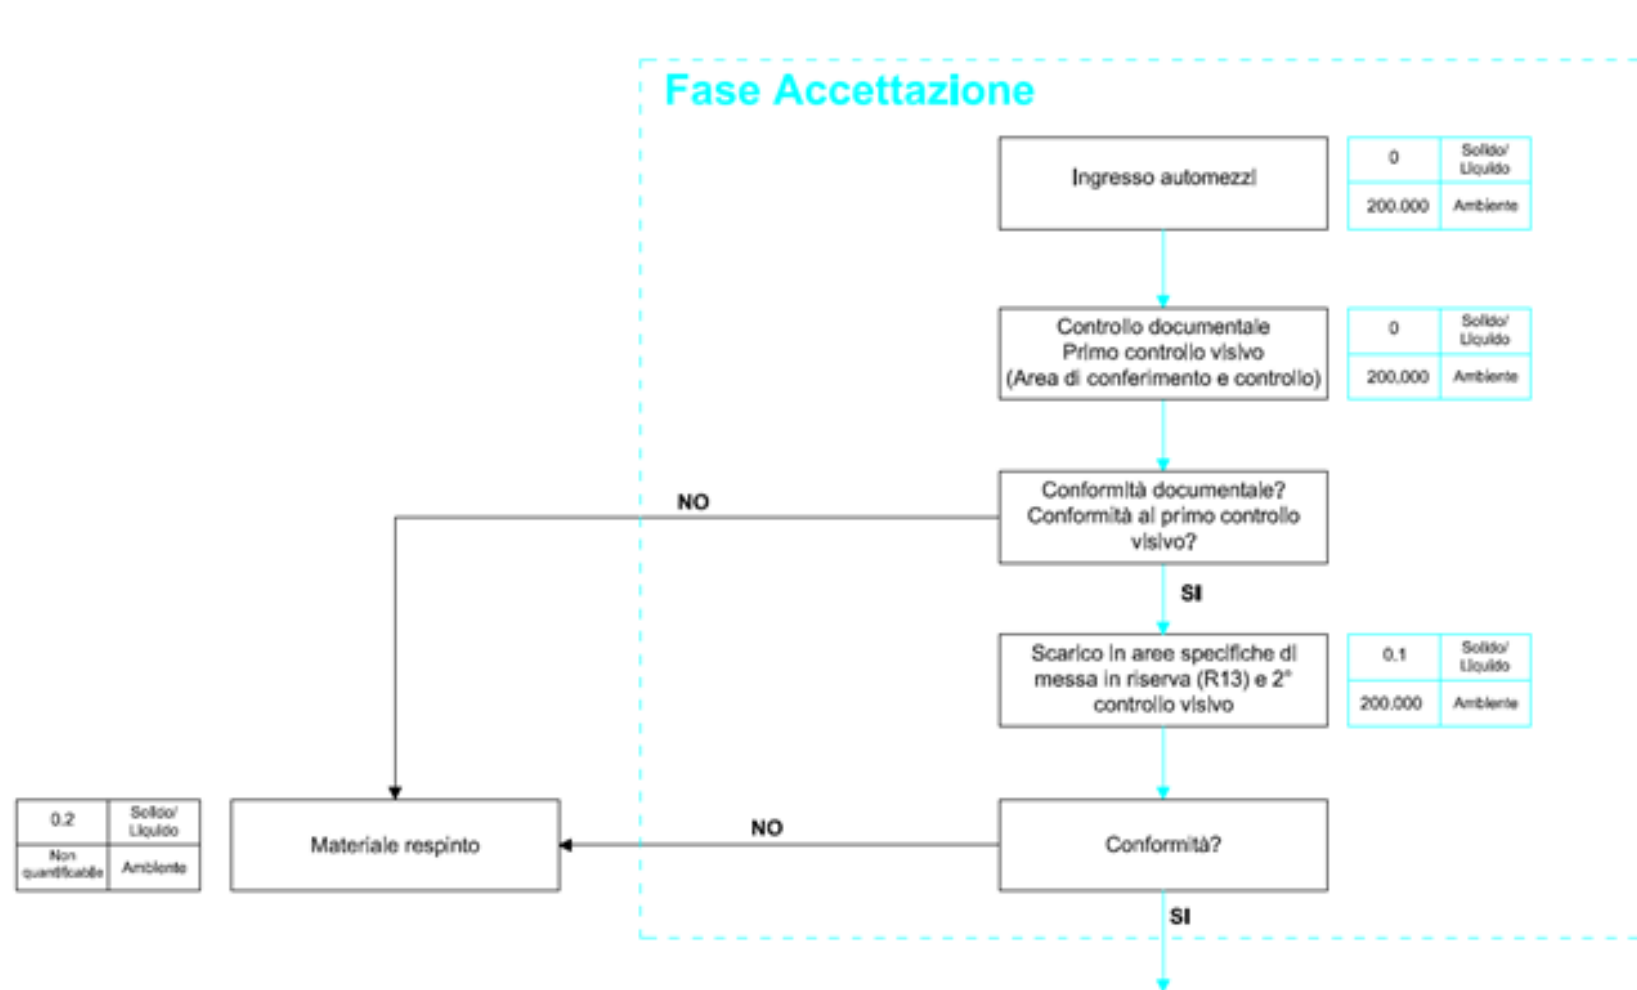 Fase Accettazione
Ingresso automezzi
0
Solido/
Liquido
200.000
Ambiente
Controllo documentale
Primo controllo visivo
(Area di conferimento e controllo)
0
Solido/
Liquido
200.000
Ambiente
Conformità documentale?
Conformità al primo controllo
visivo?
NO
SI
Scarico in aree specifiche di
messa in riserva (R13) e 2°
controllo visivo
0.1
Solido/
Liquido
200.000
Ambiente
0.2
Solido/
Liquido
Non
quantificabile
Ambiente
Materiale respinto
NO
Conformità?
SI